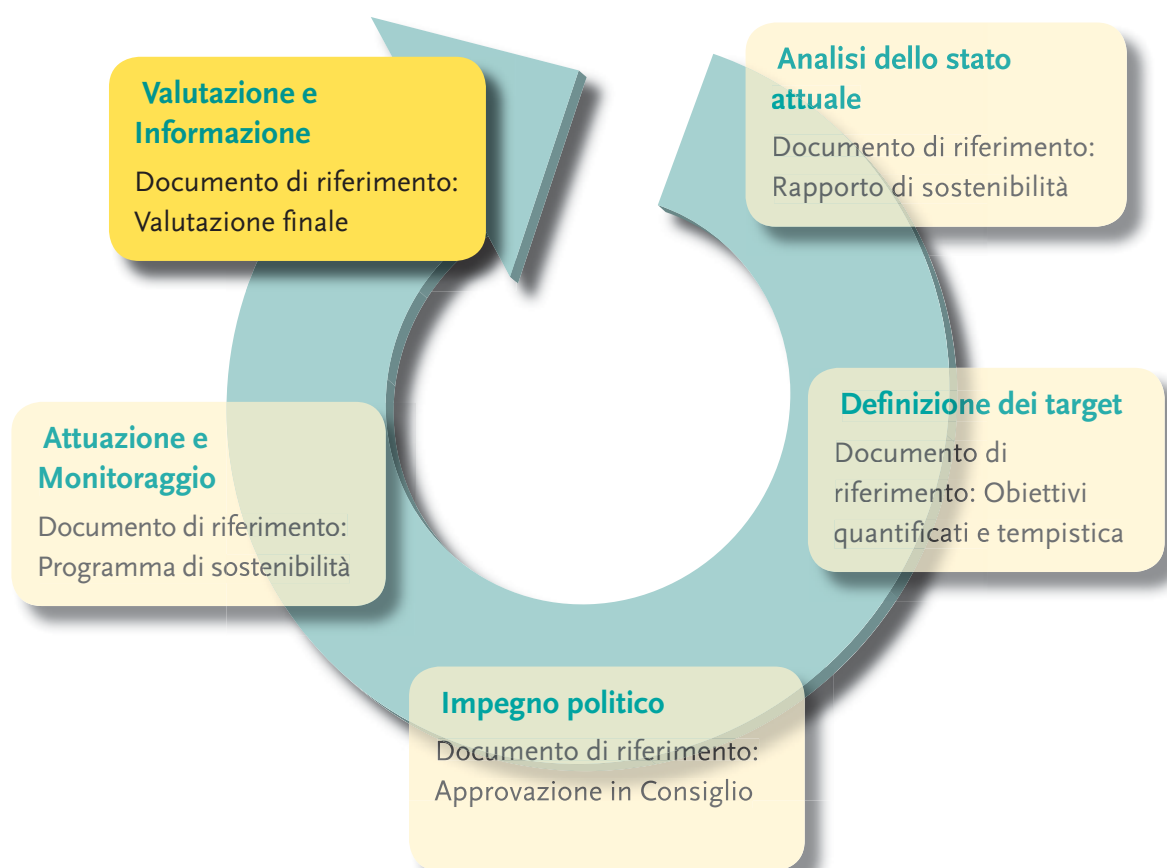 Valutazione e
Informazione
Documento di riferimento:
Valutazione finale
Analisi dello stato
attuale
Documento di riferimento:
Rapporto di sostenibilità
Definizione dei target
Documento di
riferimento: Obiettivi
quantificati e tempistica
Attuazione e
Monitoraggio
Documento di riferimento:
Programma di sostenibilità
Impegno politico
Documento di riferimento:
Approvazione in Consiglio